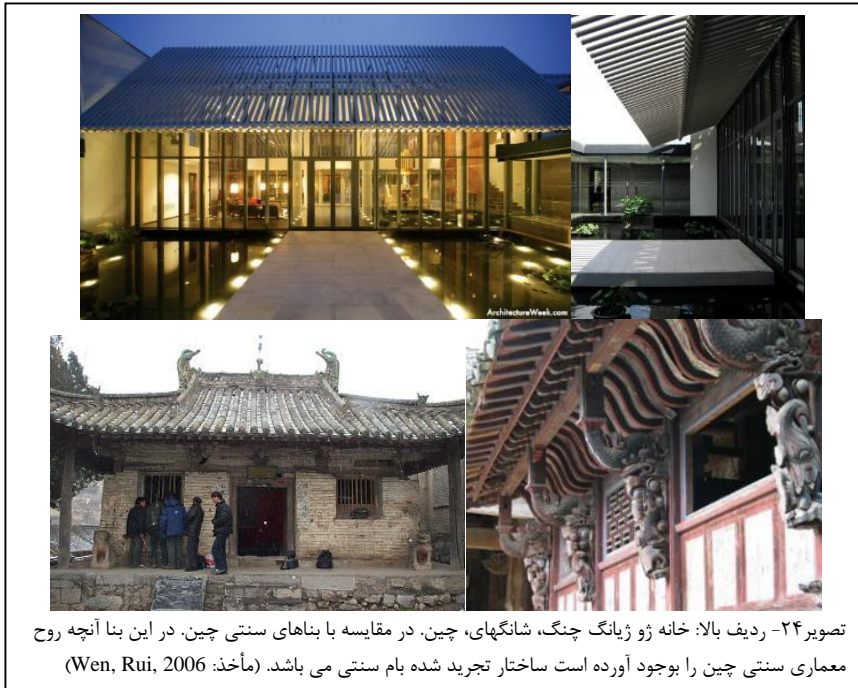 ArchitectureWeek.com
تصویر۲۴- ردیف بالا: خانه ژو ژیانگ چنگ، شانگهای، چین. در مقایسه با بناهای سنتی چین. در این بنا آنچه روح
معماری سنتی چین را بوجود آورده است ساختار تجرید شده بام سنتی می باشد. (مأخذ: Wen, Rui, 2006)